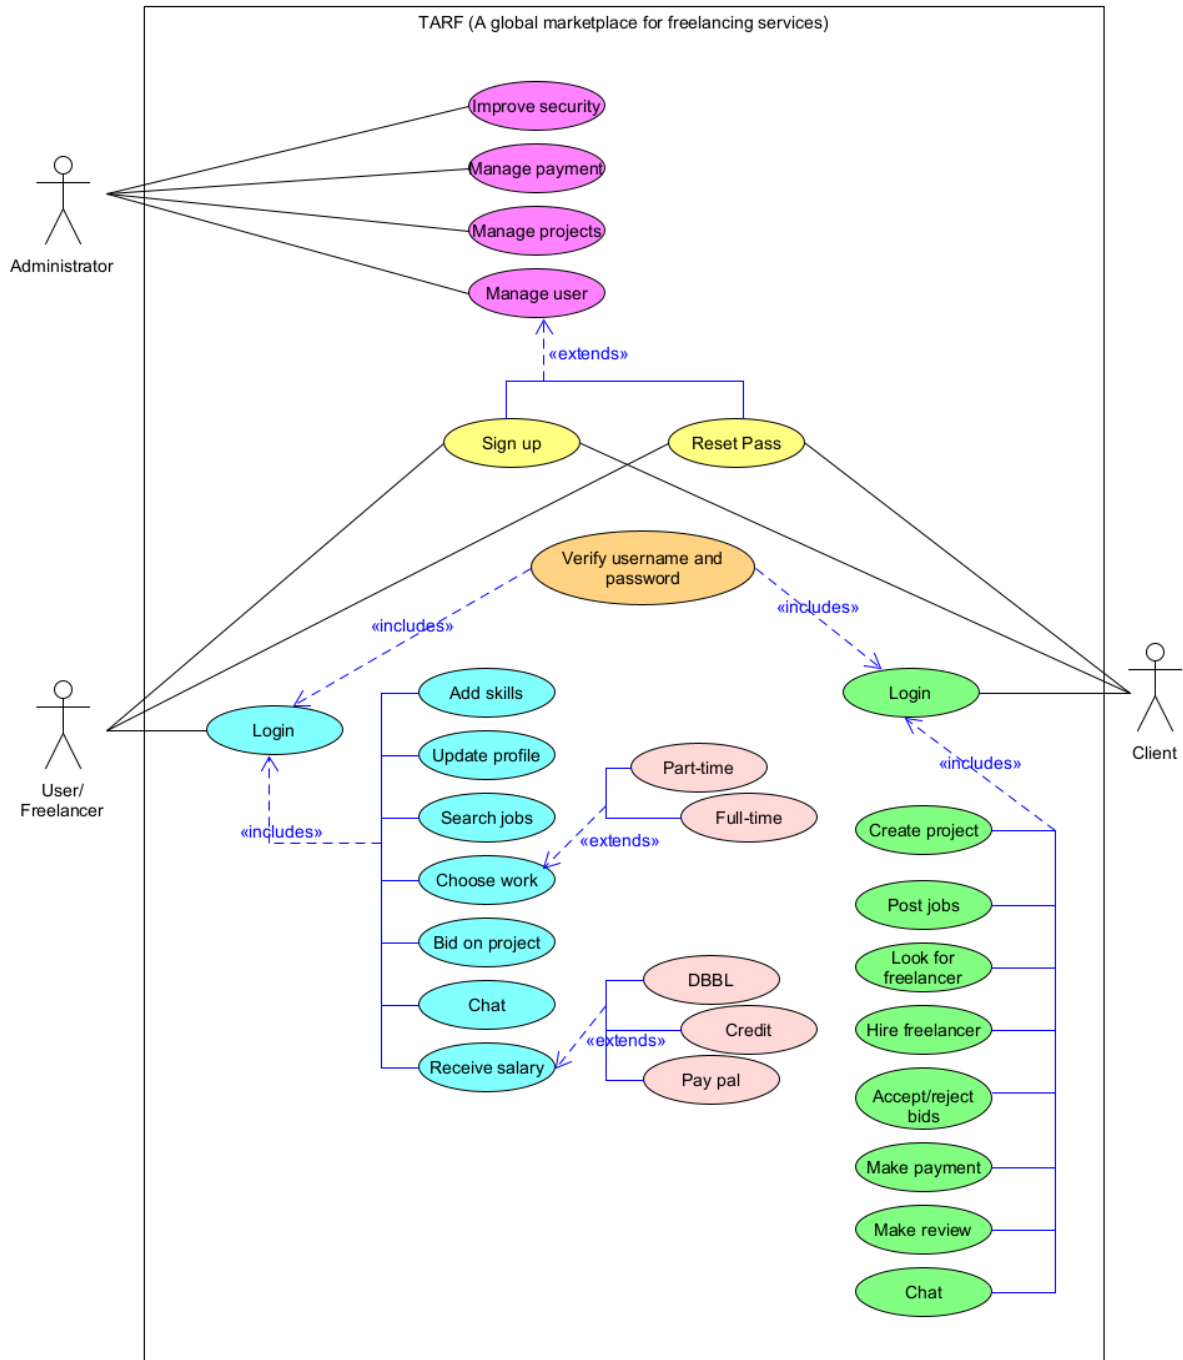 TARF (A global marketplace for freelancing services)
Improve security
Manage payment
Manage projects
Manage user
Administrator
«extends»
Sign up
Reset Pass
Verify username and
password
«includes»
«includes»
User/
Freelancer
Login
«includes»
Add skills
Update profile
Search jobs
Choose work
Bid on project
Chat
Receive salary
Part-time
Full-time
«extends»
DBBL
Credit
Pay pal
«extends»
Login
Client
«includes»
Create project
Post jobs
Look for
freelancer
Hire freelancer
Accept/reject
bids
Make payment
Make review
Chat